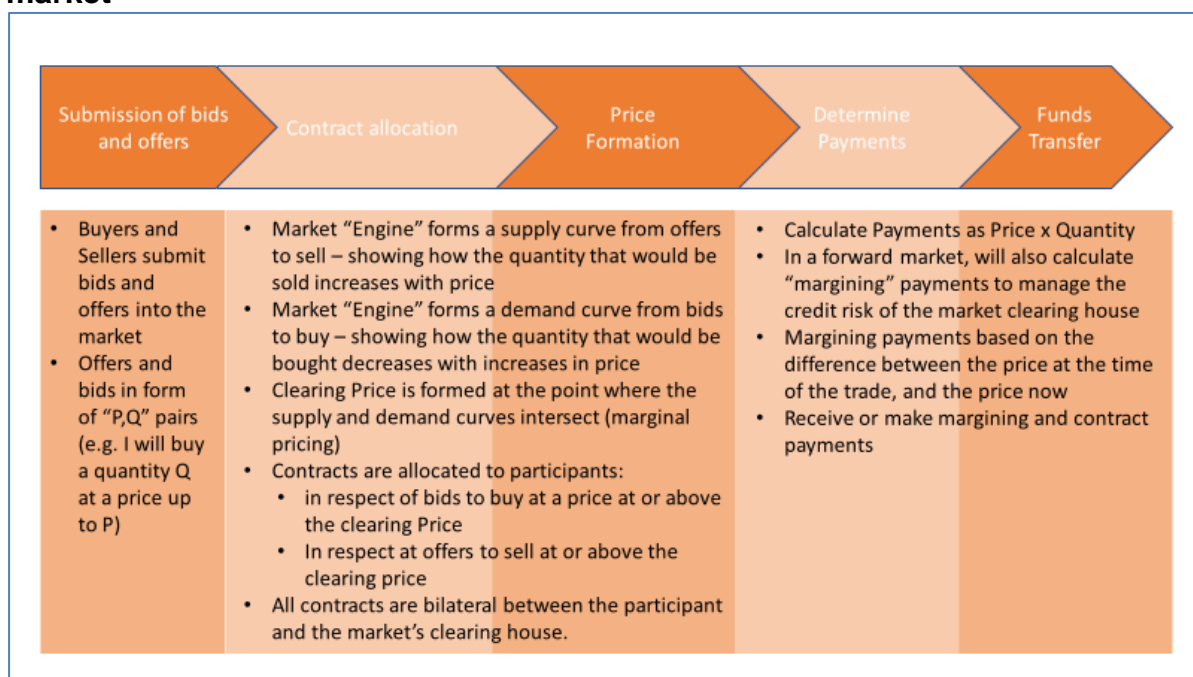 market
Submission of bids
and offers
Contract allocation
Price
Formation
Determine
Payments
Funds
Transfer
• Buyers and
Sellers submit
bids and
offers into the
market
• Offers and
bids in form
of “P,Q” pairs
(e.g. I will buy
a quantity Q
at a price up
to P)
• Market “Engine” forms a supply curve from offers
to sell – showing how the quantity that would be
sold increases with price
• Market “Engine” forms a demand curve from bids
to buy – showing how the quantity that would be
bought decreases with increases in price
• Clearing Price is formed at the point where the
supply and demand curves intersect (marginal
pricing)
• Contracts are allocated to participants:
• in respect of bids to buy at a price at or above
the clearing Price
• In respect at offers to sell at or above the
clearing price
• All contracts are bilateral between the participant
and the market’s clearing house.
• Calculate Payments as Price x Quantity
• In a forward market, will also calculate
“margining” payments to manage the
credit risk of the market clearing house
• Margining payments based on the
difference between the price at the time
of the trade, and the price now
• Receive or make margining and contract
payments